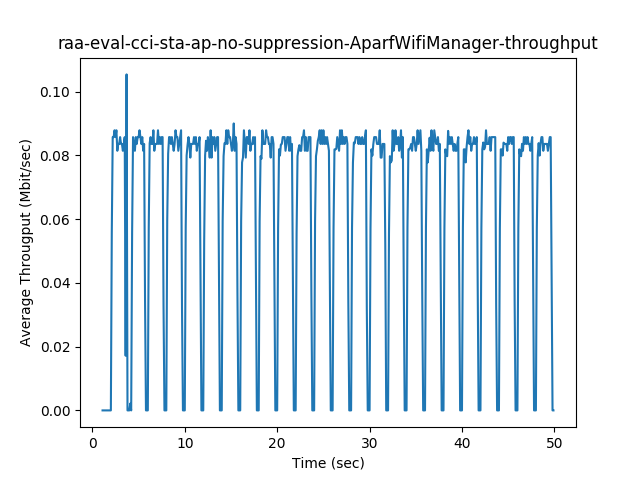 raa-eval-cci-sta-ap-no-suppression-AparfWifiManager-throughput
0.10
0.08
0.06
0.04
0.02
0.00
Average Througput (Mbit/sec)
0 10 20 30 40 50
Time (sec)